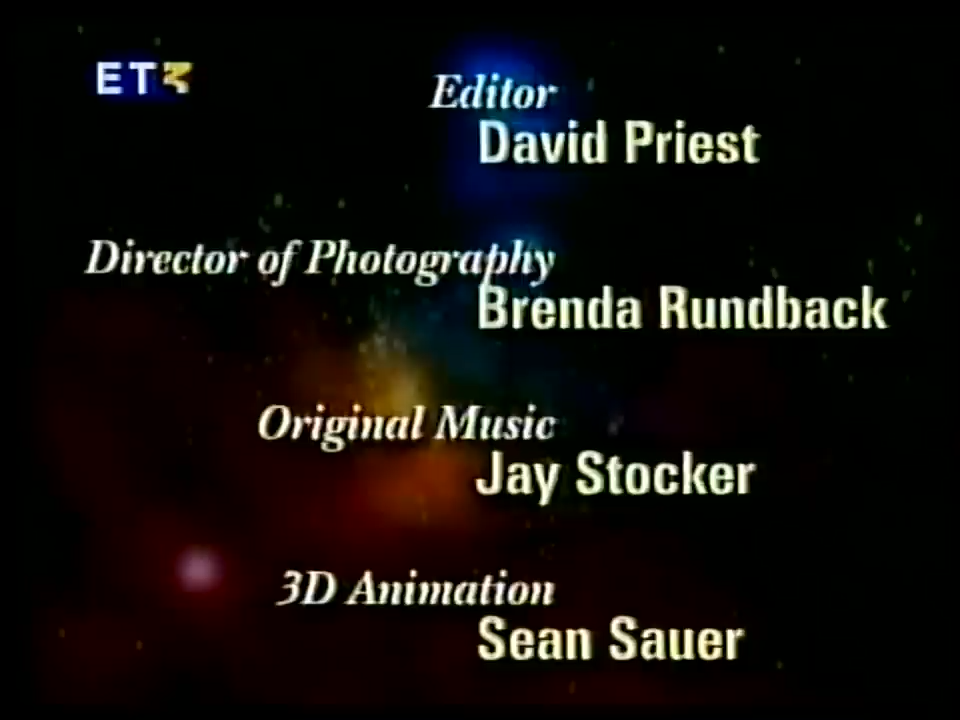 ET3
Editor
David Priest
Director of Photography
Brenda Rundback
Original Music
Jay Stocker
3D Animation
Sean Sauer